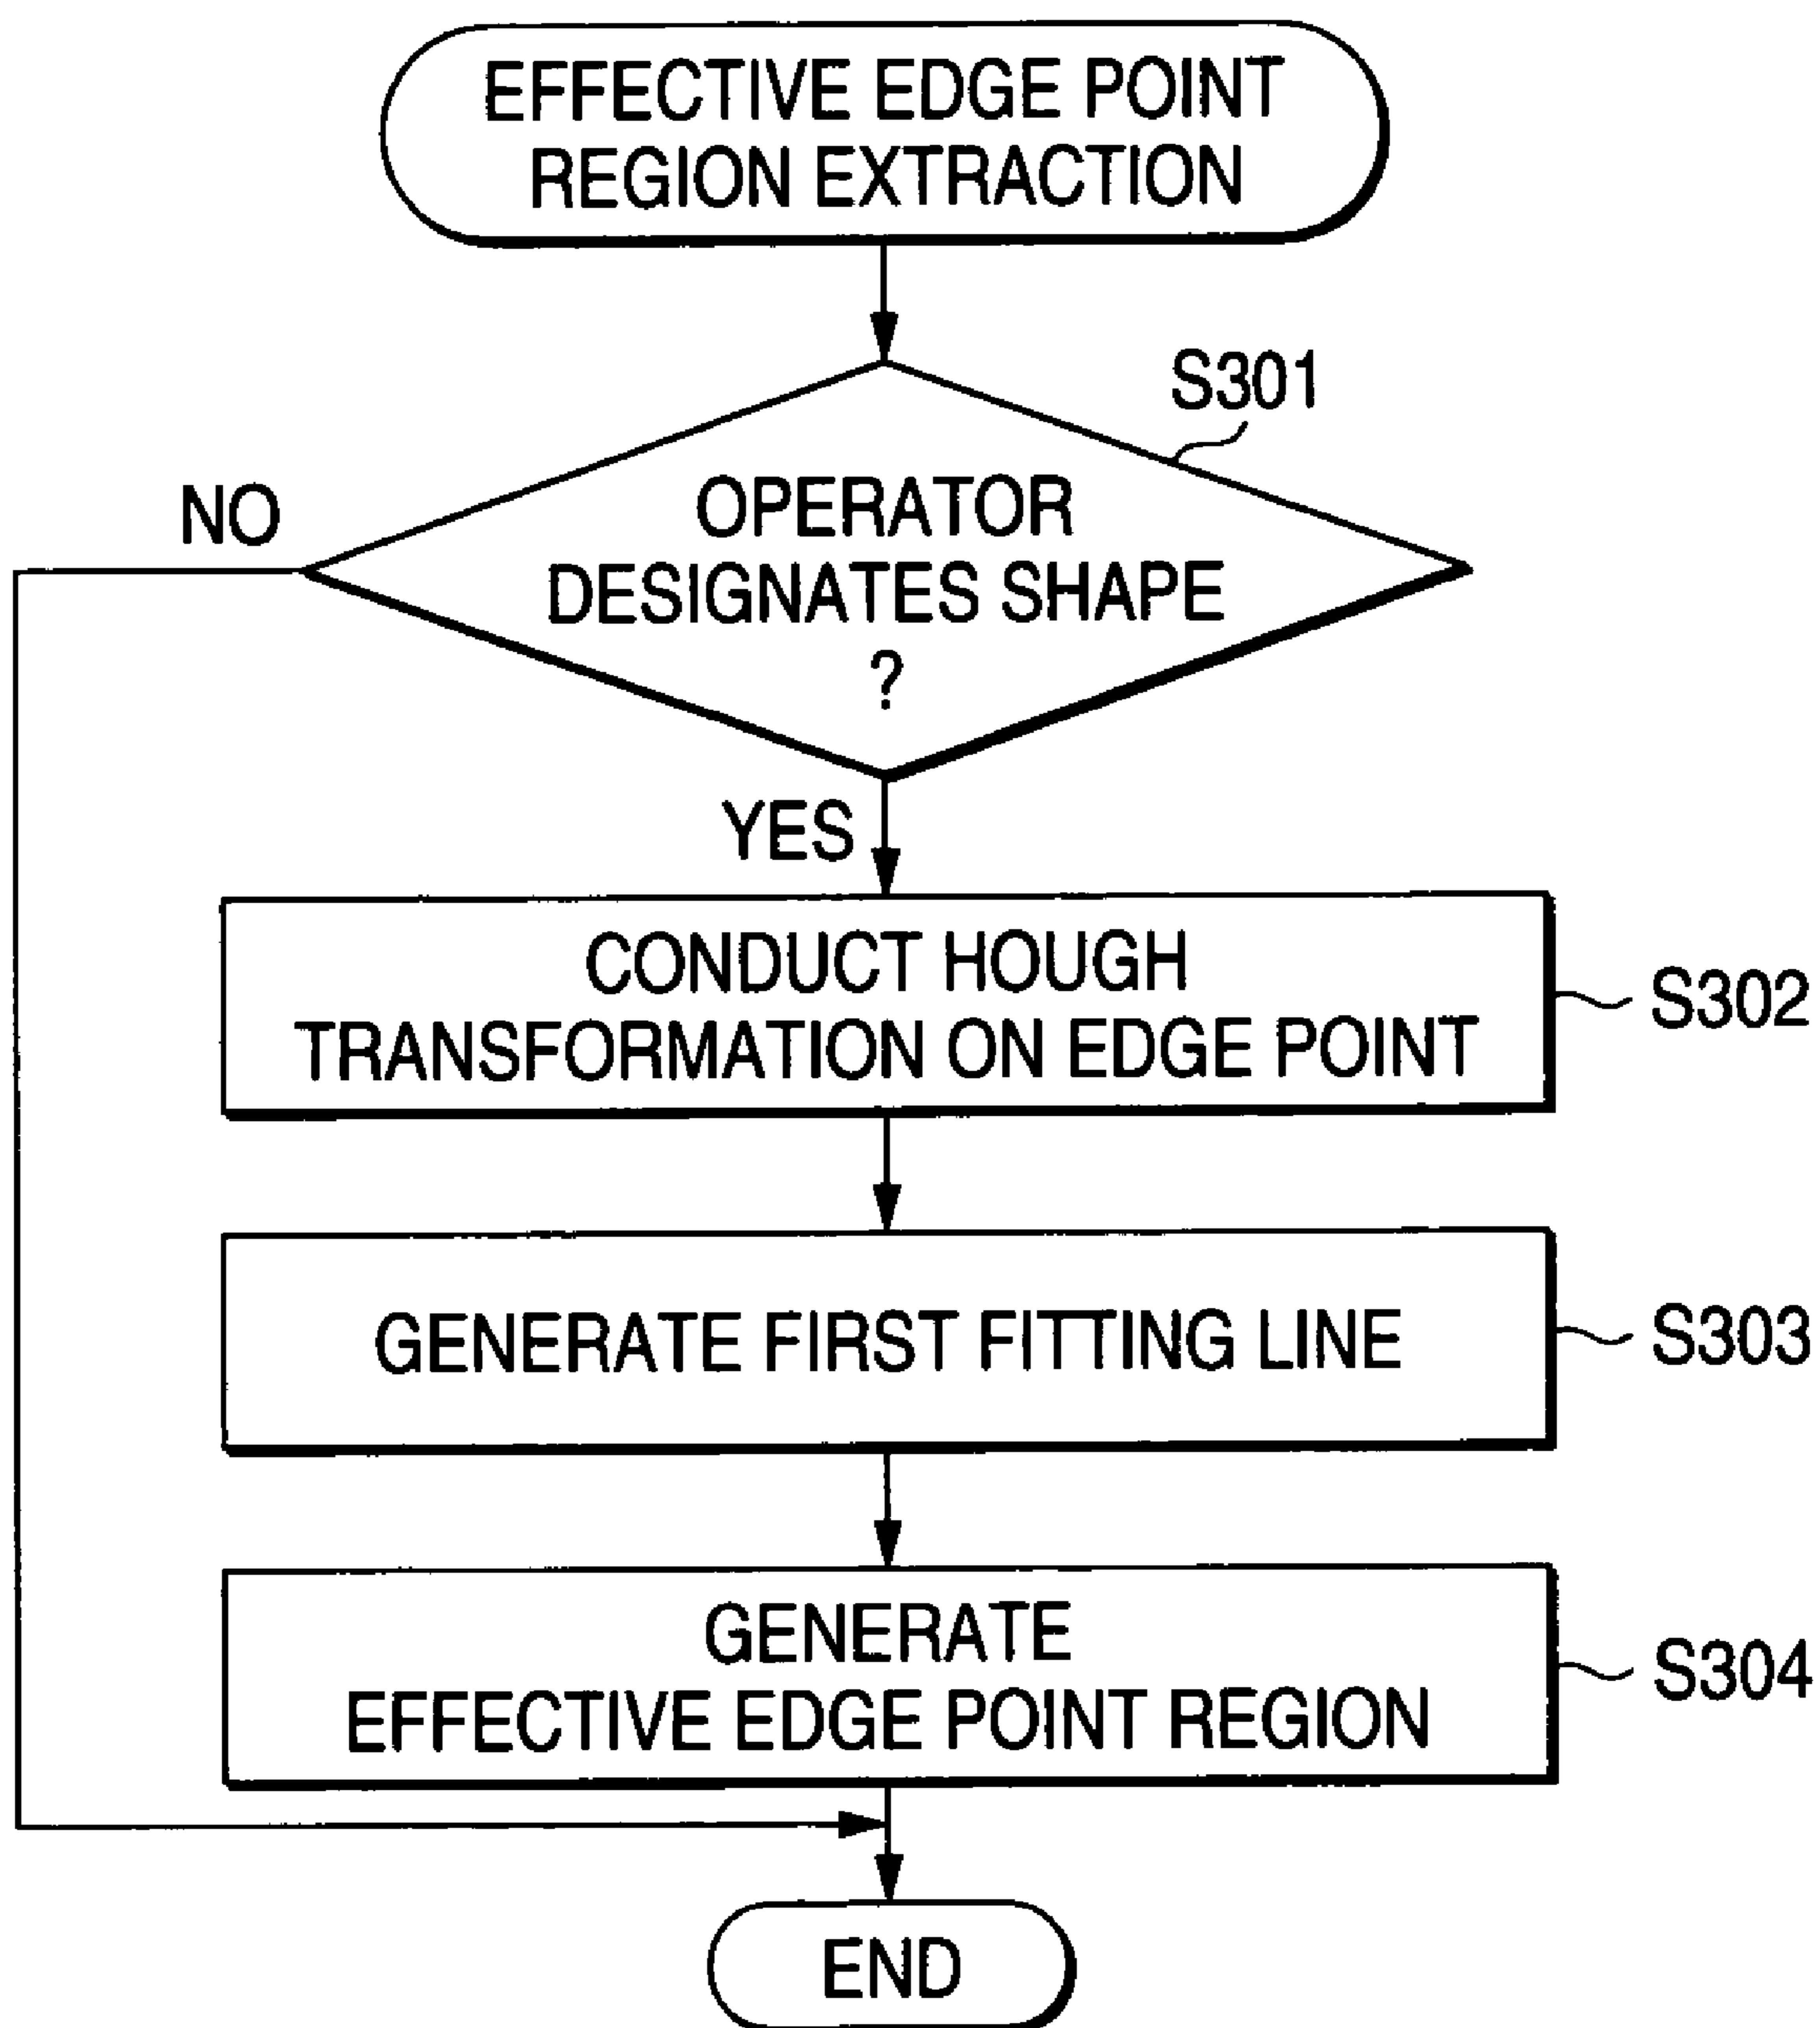 EFFECTIVE EDGE POINT
REGION EXTRACTION
S301
NO
OPERATOR
DESIGNATES SHAPE
?
YES
CONDUCT HOUGH
TRANSFORMATION ON EDGE POINT
S302
GENERATE FIRST FITTING LINE
S303
GENERATE
EFFECTIVE EDGE POINT REGION
S304
END